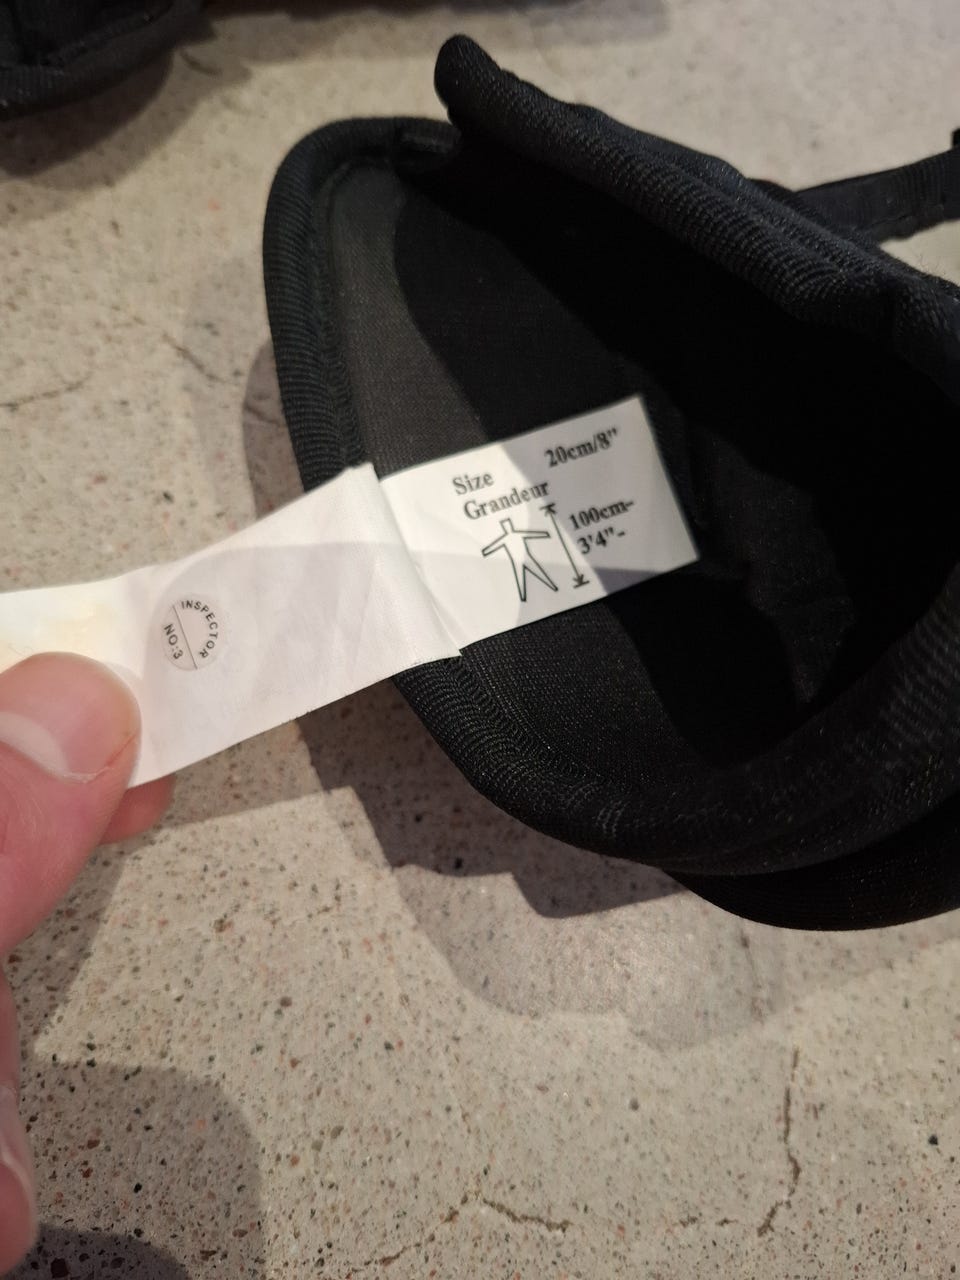 Size 20cm/8"
Grandeur
100cm-
3'4"-
INSPECTOR
NO:3